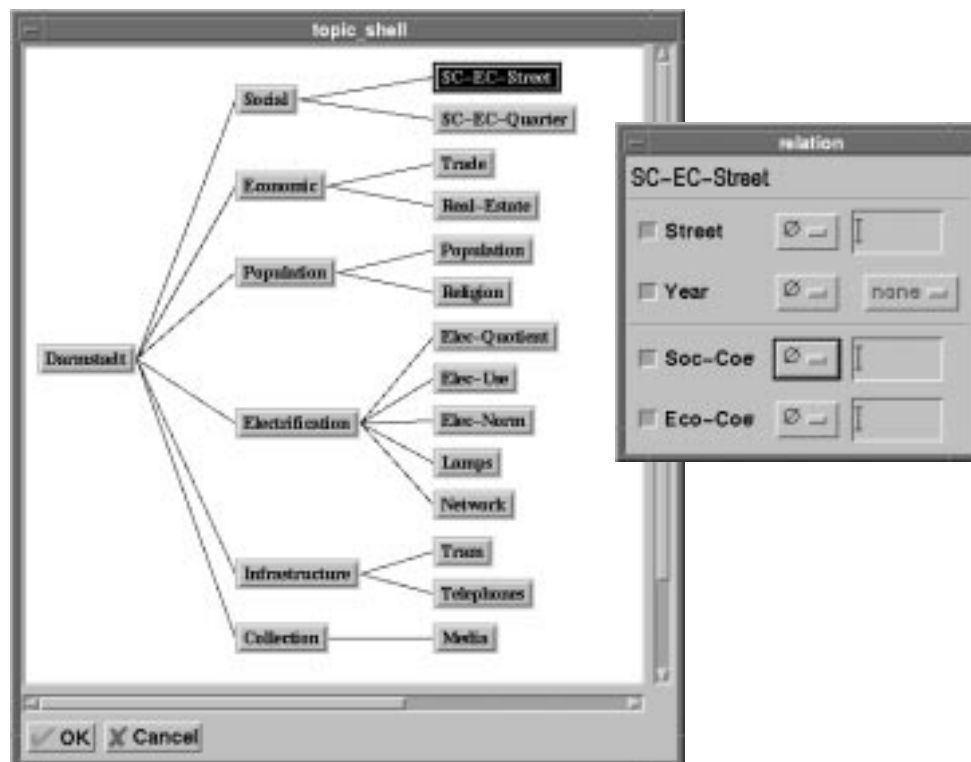 topic_shell
SC-EC-Street
Social
SC-EC-Quarter
Trade
Economic
Real-Estate
Population
Population
Religion
Darmstadt
Elec-Quotient
Elec-Use
Electrification
Elec-Norm
Lamps
Network
Tram
Infrastructure
Telephones
Collection
Media
OK
Cancel
relation
SC-EC-Street
Street ∅
Year ∅ none
Soc-Coe ∅
Eco-Coe ∅